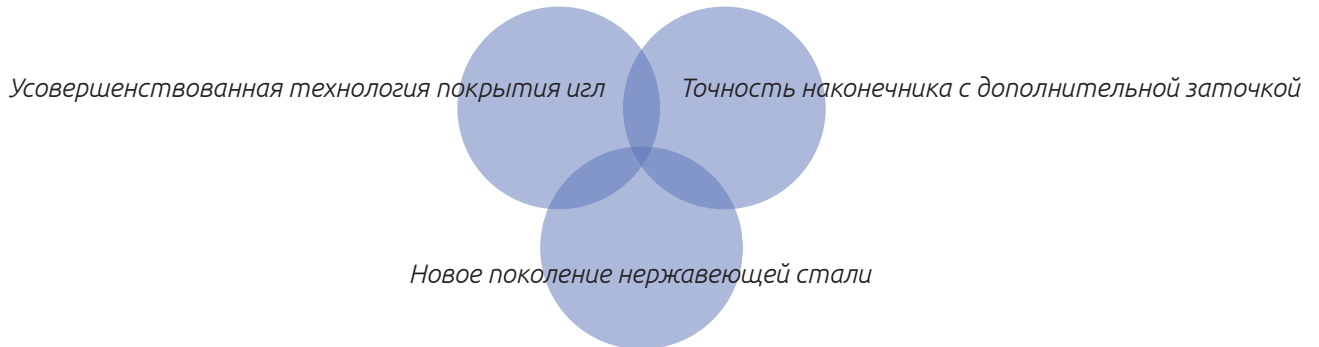 Усовершенствованная технология покрытия игл
Точность наконечника с дополнительной заточкой
Новое поколение нержавеющей стали